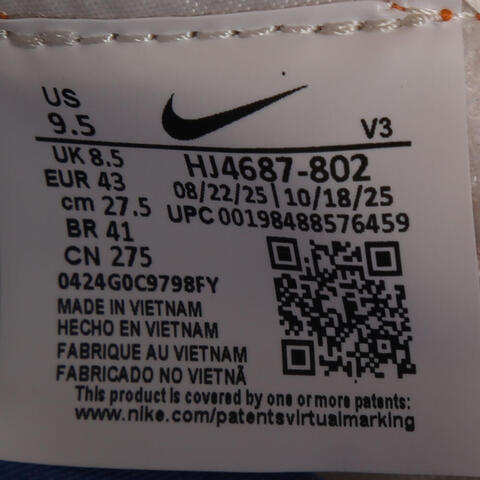 US
9.5
V3
UK 8.5
HJ4687-802
EUR 43
08/22/25 | 10/18/25
cm 27.5
UPC 00198488576459
BR 41
CN 275
0424G0C9798FY
MADE IN VIETNAM
HECHO EN VIETNAM
FABRIQUE AU VIETNAM
FABRICADO NO VIETNÃ
This product is covered by one or more patents:
www.nike.com/patentsvirtualmarking